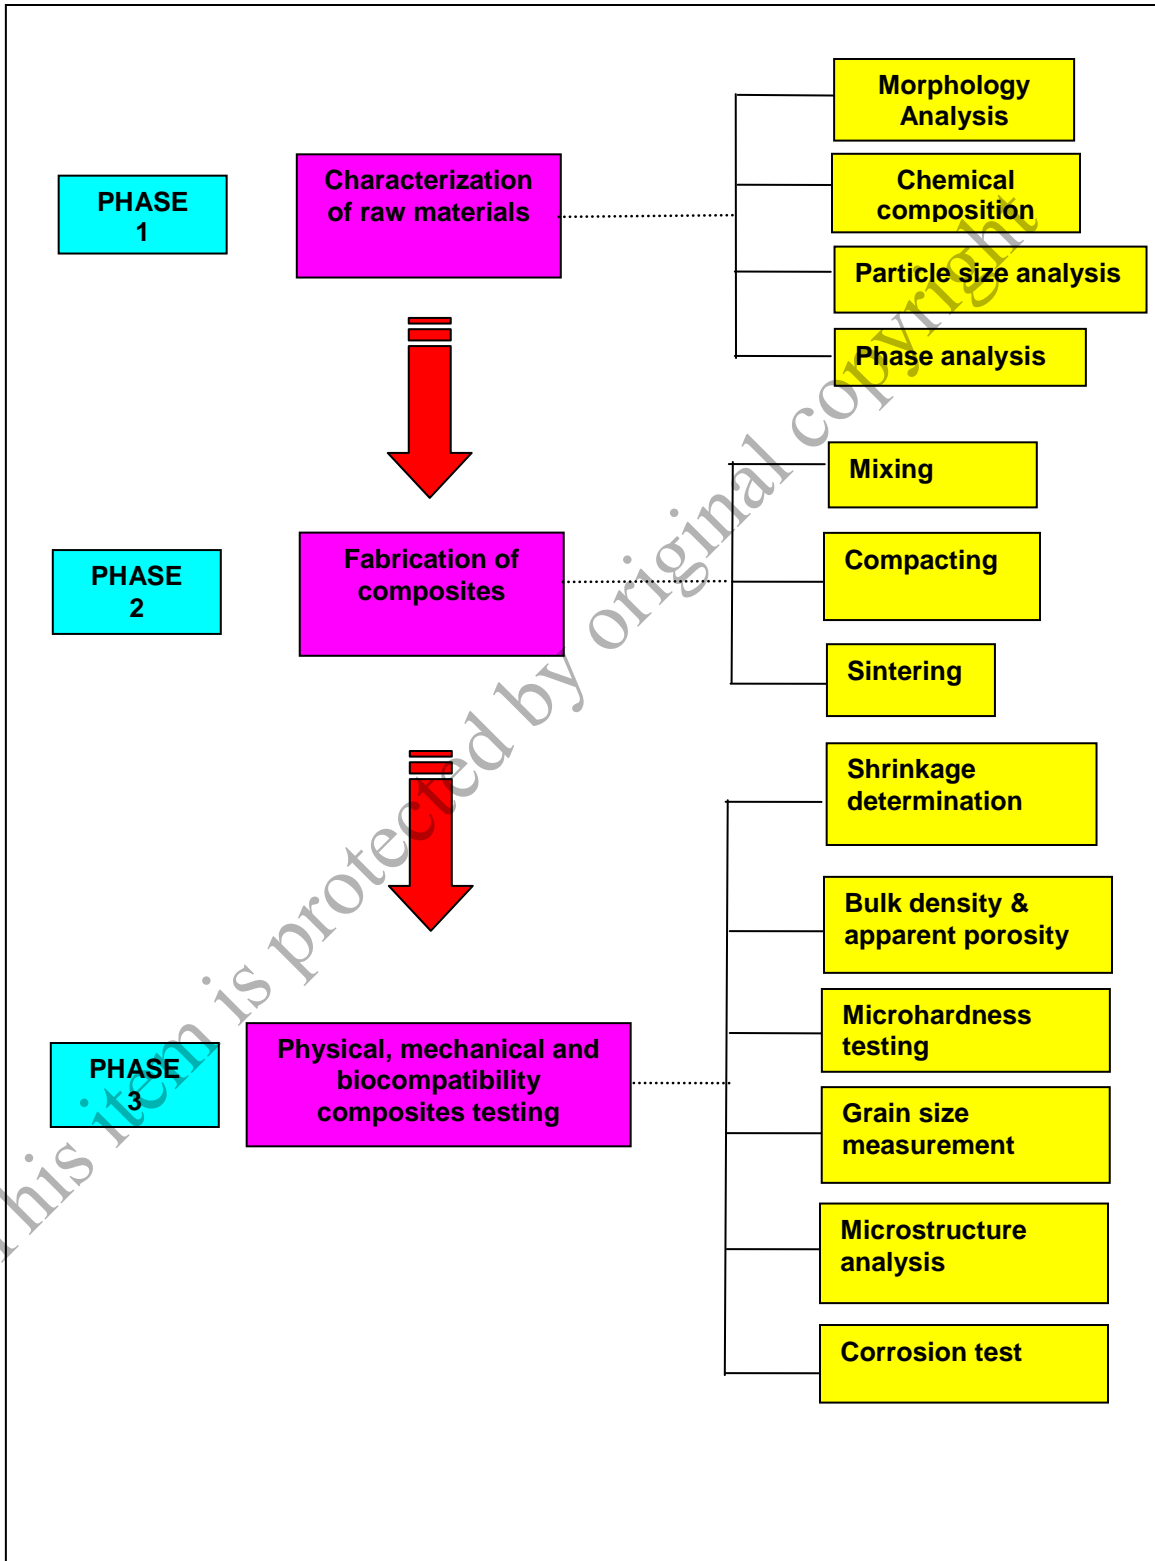 PHASE
1
Characterization
of raw materials
Morphology
Analysis
Chemical
composition
Particle size analysis
Phase analysis
PHASE
2
Fabrication of
composites
Mixing
Compacting
Sintering
PHASE
3
Physical, mechanical and
biocompatibility
composites testing
Shrinkage
determination
Bulk density &
apparent porosity
Microhardness
testing
Grain size
measurement
Microstructure
analysis
Corrosion test
This item is protected by original copyright